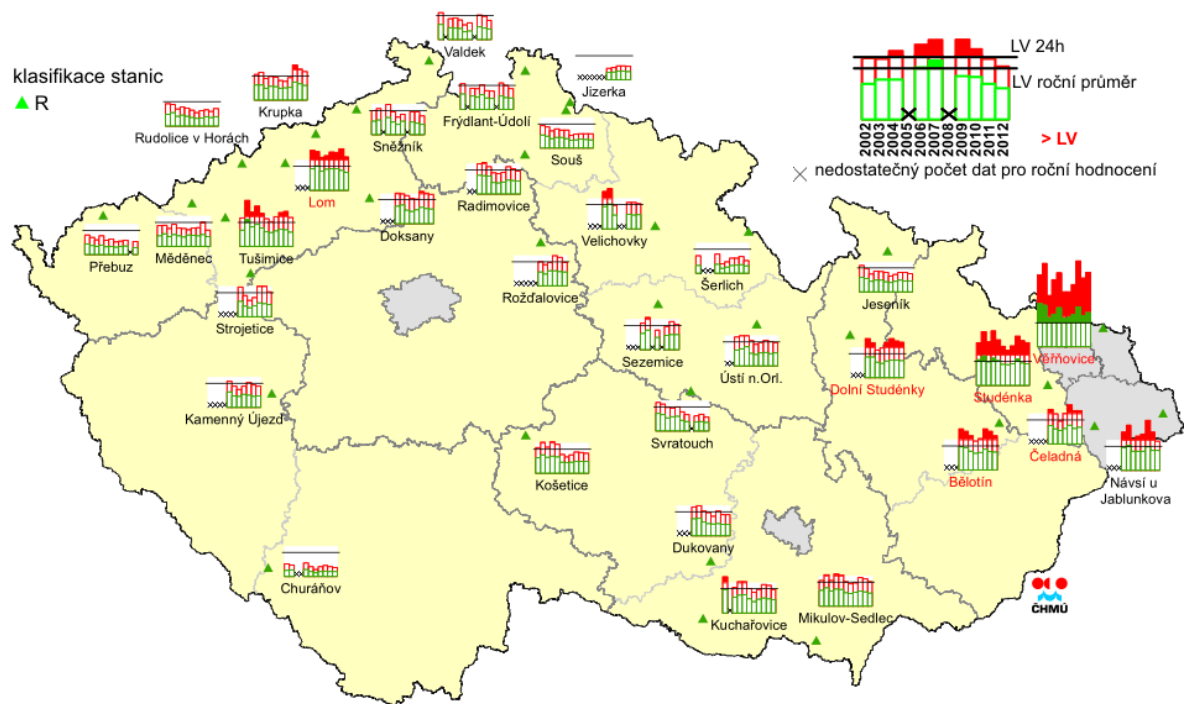 Valdek
LV 24h
klasifikace stanic
R
Jizerka
LV roční průměr
Krupka
Frýdlant-Údolí
Rudolice v Horách
Sněžník
2002
2003
2004
2005
2006
2007
2008
2009
2010
2011
2012
> LV
Souš
nedostatečný počet dat pro roční hodnocení
Lom
Radimovice
Velichovky
Doksany
Přebuz
Měděnec
Tušimice
Šerlich
Rožďalovice
Jeseník
Strojetice
Věřňovice
Sezemice
Ústí n.Orl.
Dolní Studénky
Studénka
Kamenný Újezd
Svratouch
Čeladná
Košetice
Bělotín
Návsí u
Jablunkova
Dukovany
Churáňov
ČHMÚ
Kuchařovice
Mikulov-Sedlec